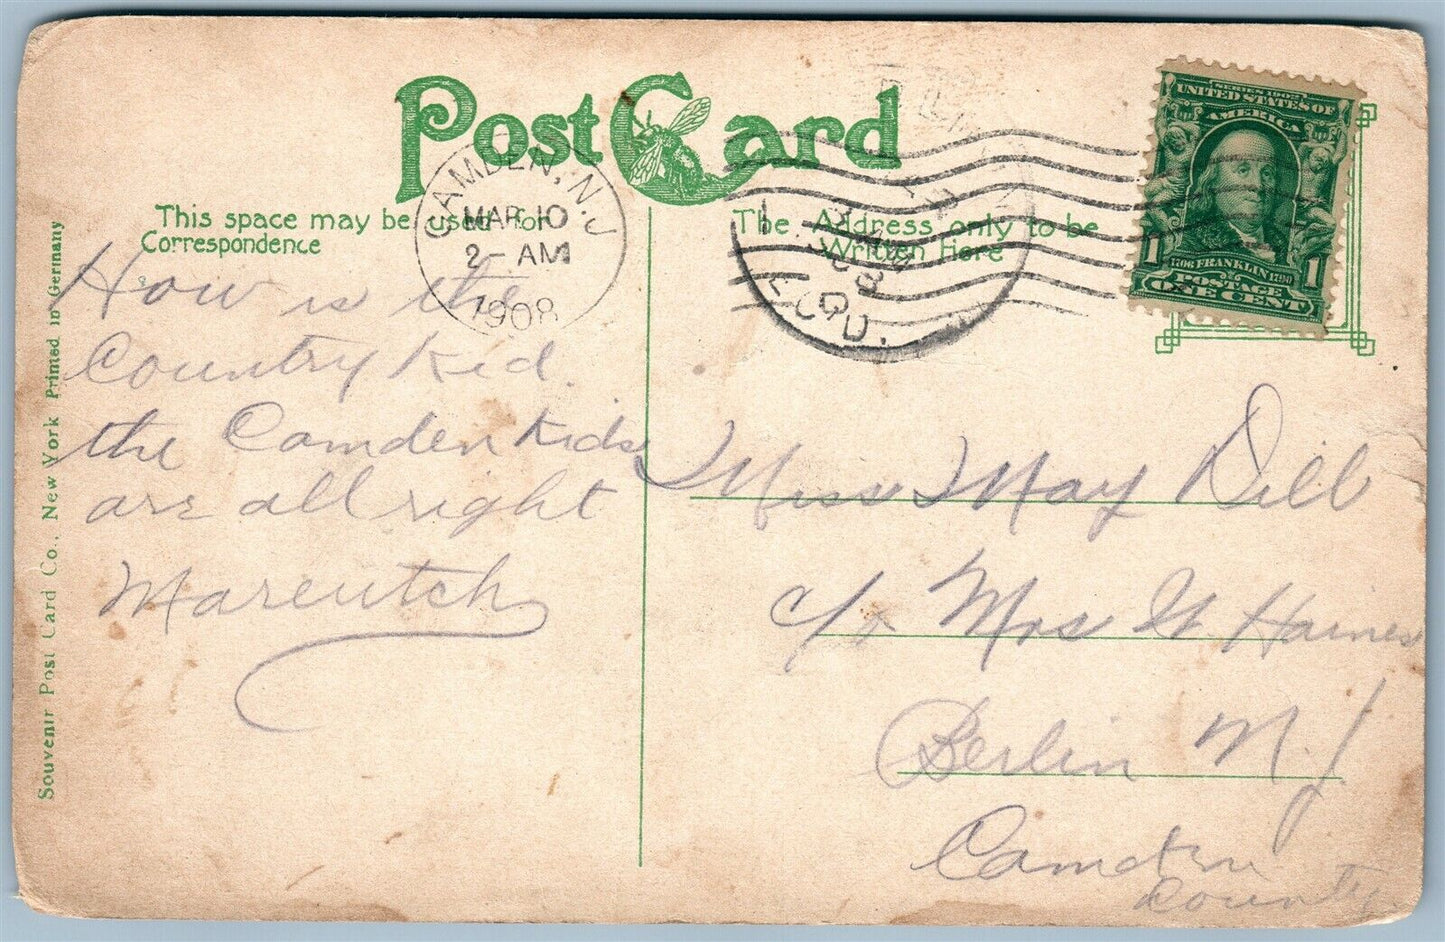 Post Card
This space may be used for
Correspondence
The Address only to be
Written Here
CAMDEN, N.J.
MAR 10
2- AM
1908
REC'D.
SERIES 1902
UNITED STATES OF
AMERICA
1706 FRANKLIN 1790
POSTAGE
1 ONE CENT 1
How is the
Country Kid.
the Camden Kids
are all right
Miss May Dill
c/o Mrs W Haines
Berlin N. J
Camden
County.
Souvenir Post Card Co., New York Printed in Germany